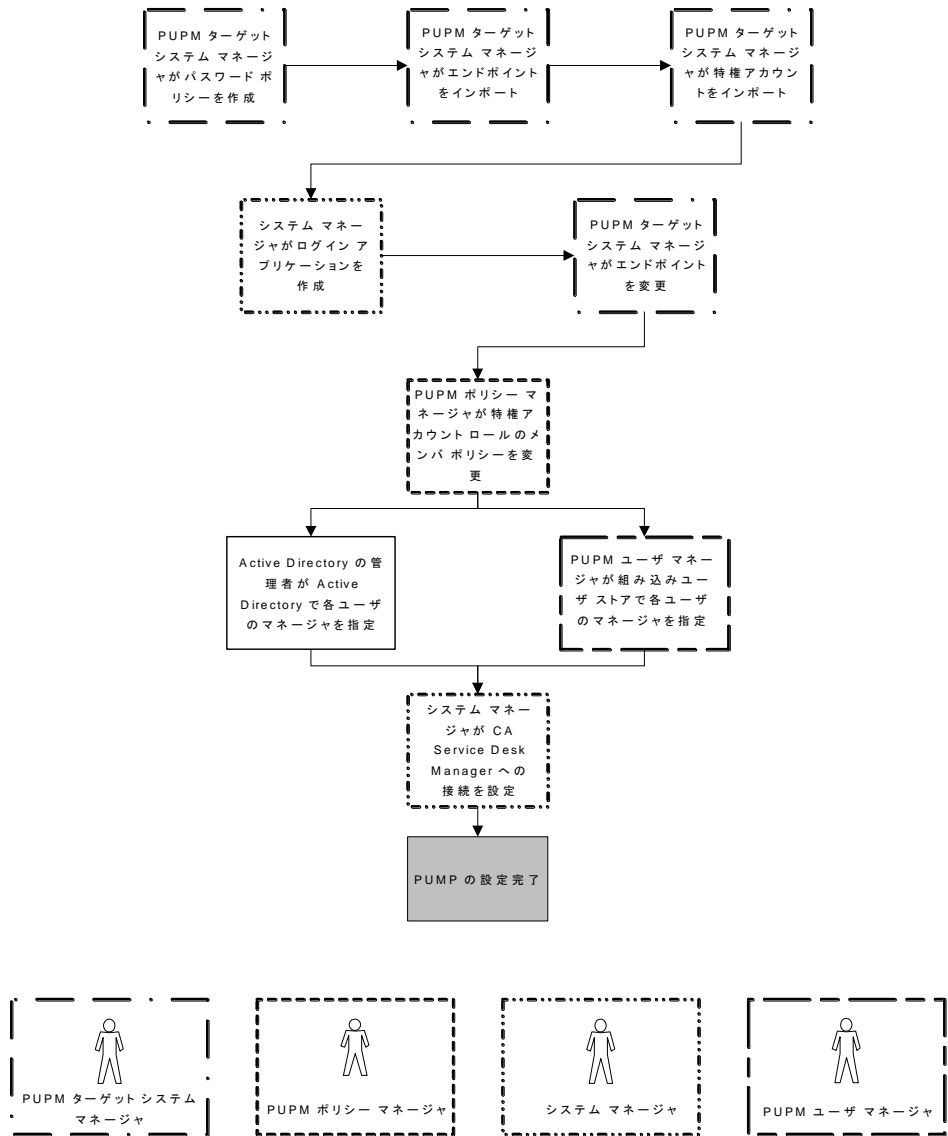 PUPM ターゲット
システム マネージ
ャがパスワード ポ
リシーを作成
PUPM ターゲット
システム マネージ
ャがエンドポイント
をインポート
PUPM ターゲット
システム マネージ
ャが特権アカウン
トをインポート
システム マネー
ジャがログイン ア
プリケーションを
作成
PUPM ターゲット
システム マネージ
ャがエンドポイント
を変更
PUPM ポリシー マ
ネージャが特権ア
カウント ロールのメ
ンバ ポリシーを変
更
Active Directory の管
理者が Active
Directory で各ユーザ
のマネージャを指定
PUPM ユーザ マネー
ジャが組み込みユー
ザ ストアで各ユーザ
のマネージャを指定
システム マネー
ジャが CA
Service Desk
Manager への
接続を設定
PUMP の設定完了
PUPM ターゲット システム
マネージャ
PUPM ポリシー マネージャ
システム マネージャ
PUPM ユーザ マネージャ